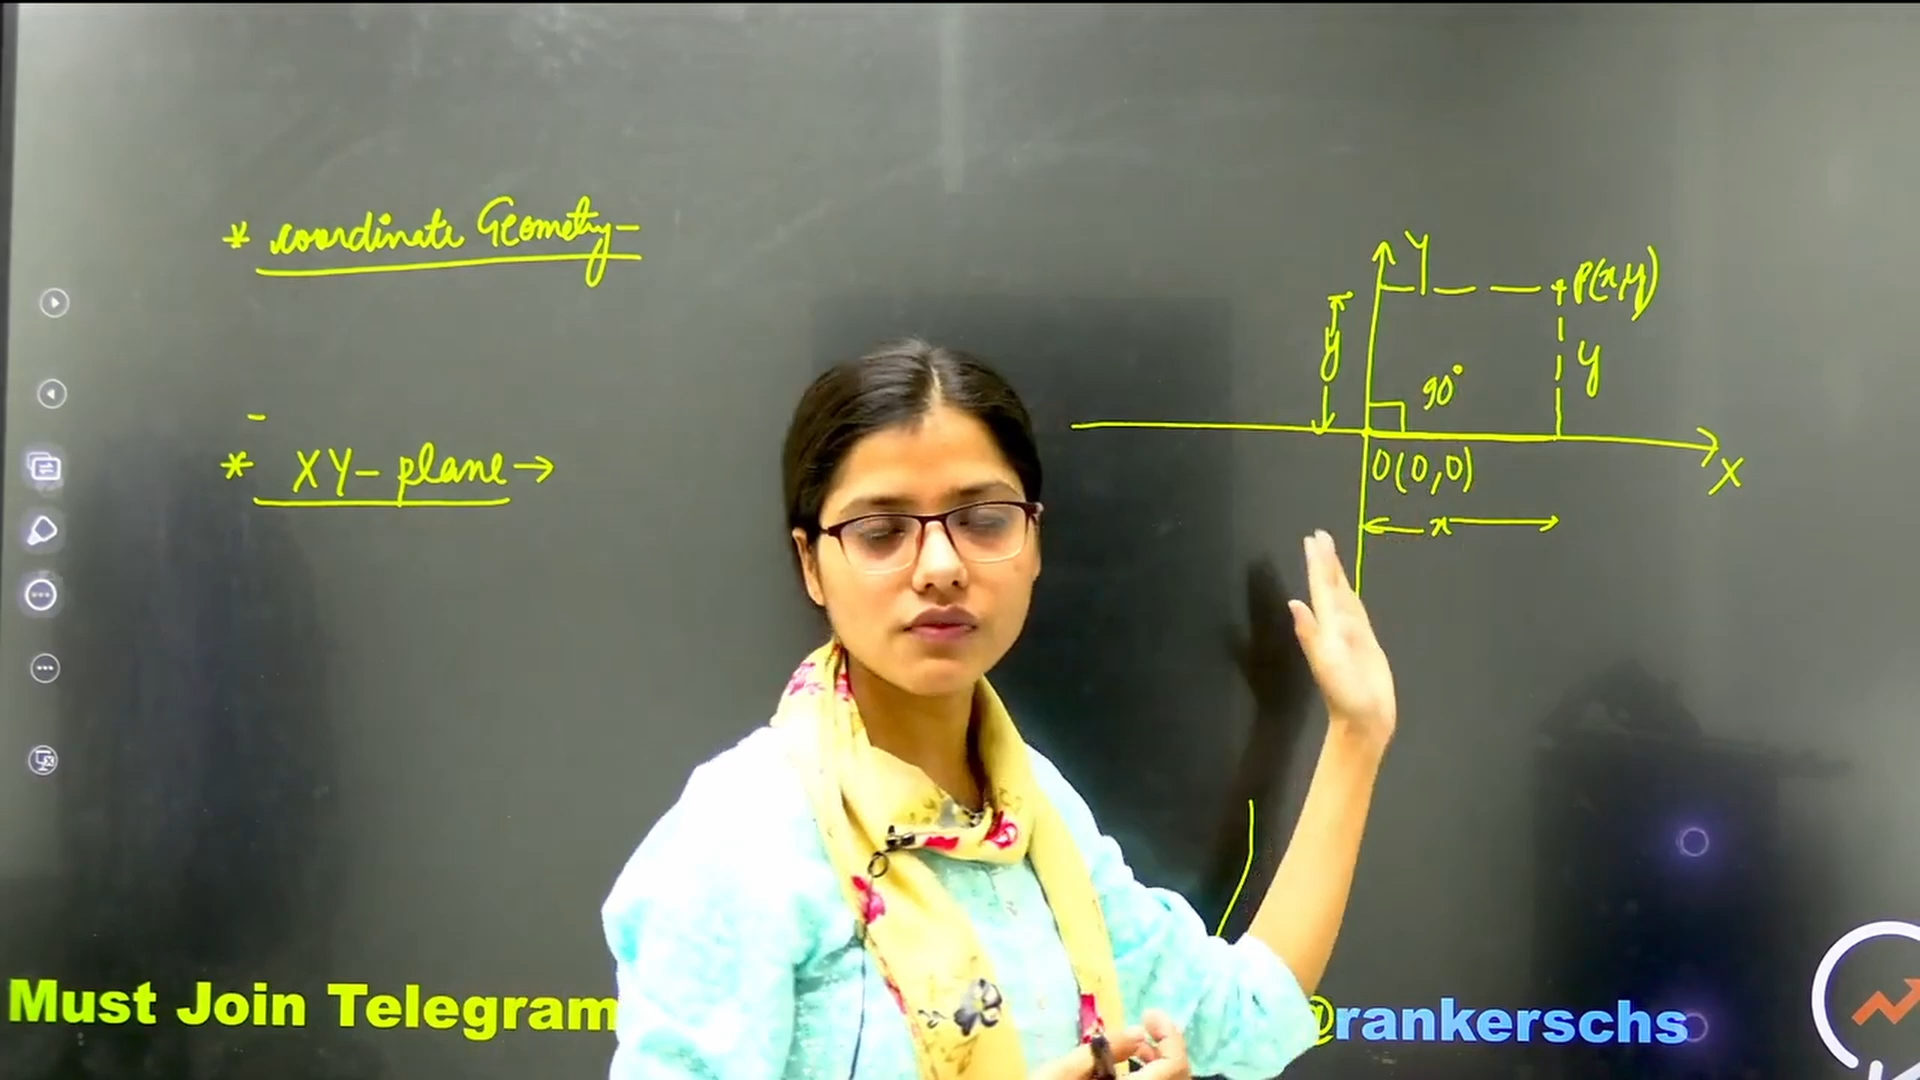 * coordinate Geometry-
Y
P(x,y)
y
y
90°
* XY-plane→
O(0,0)
X
x
Must Join Telegram
@rankerschs